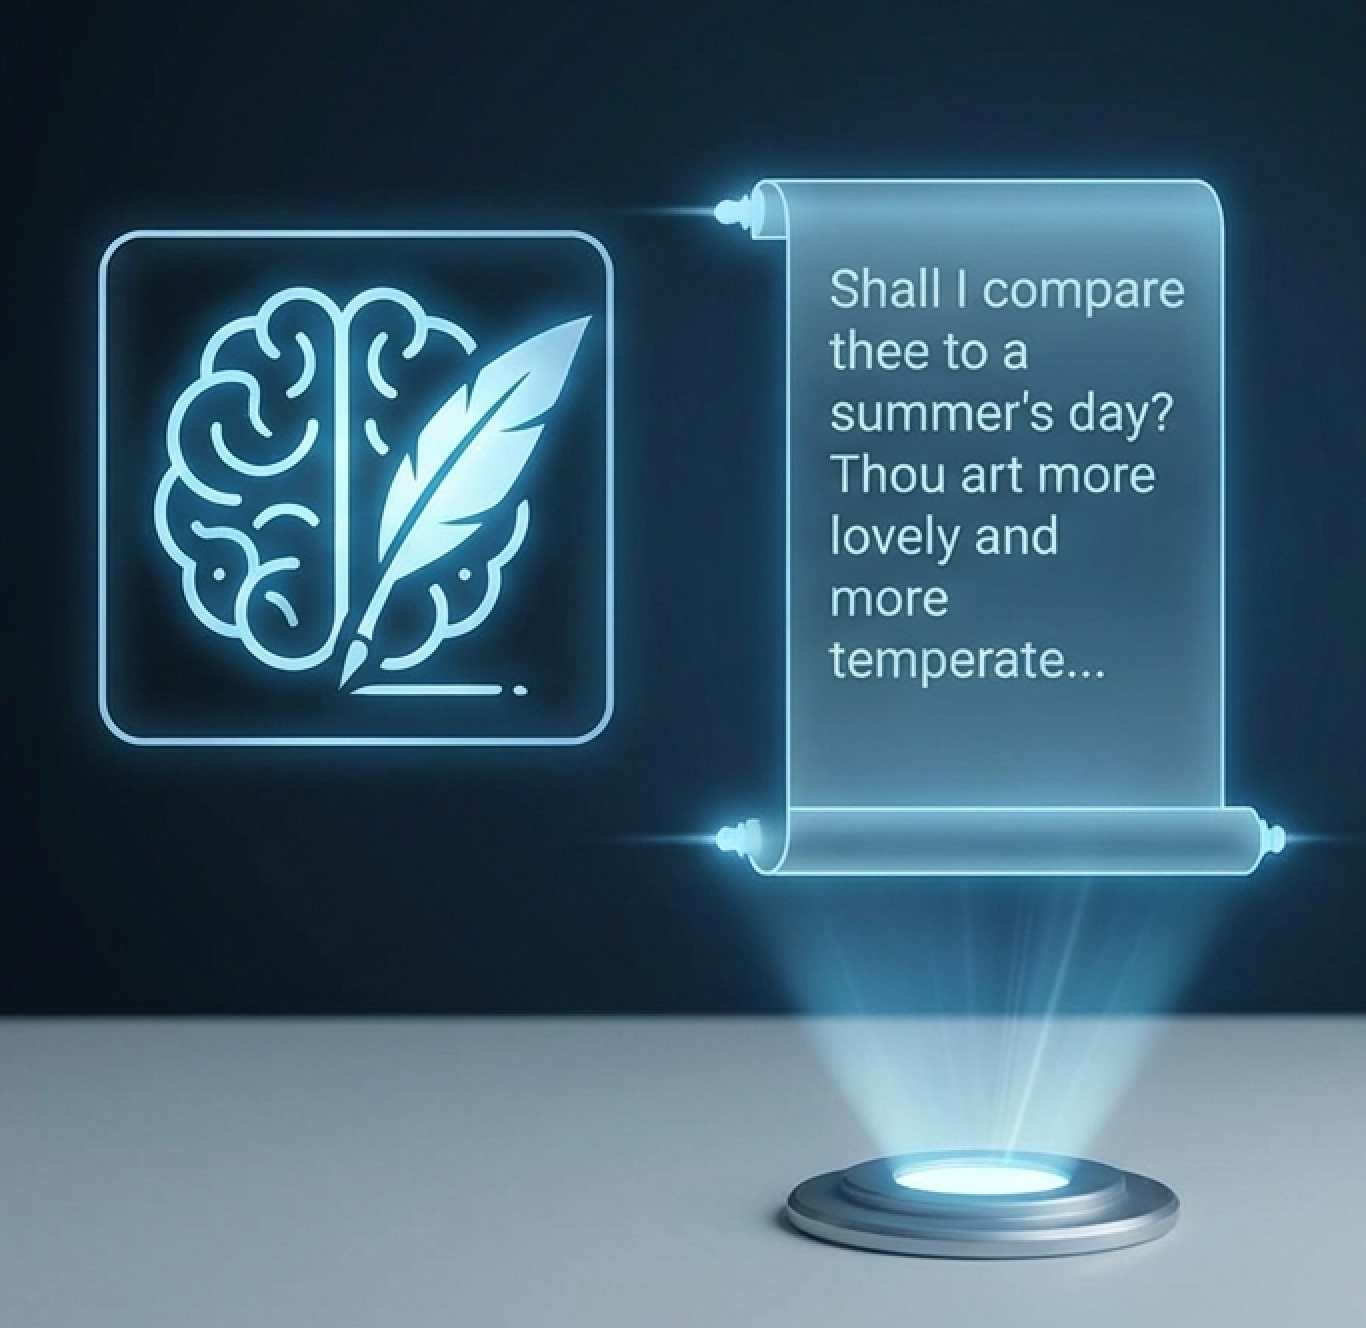 Shall I compare
thee to a
summer's day?
Thou art more
lovely and
more
temperate...